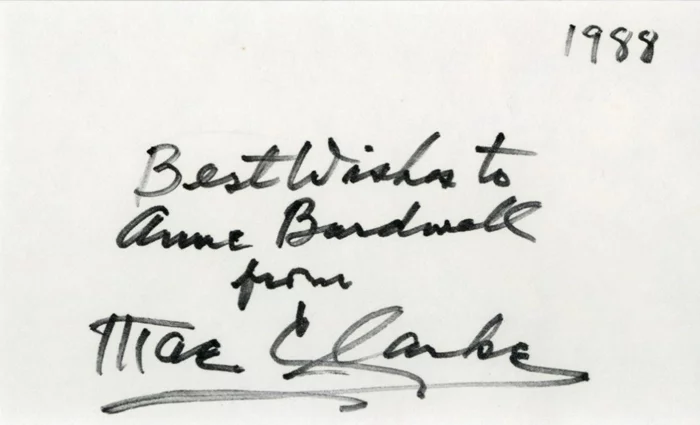 1988
Best Wishes to
Anne Bardwell
from
Mae Clarke